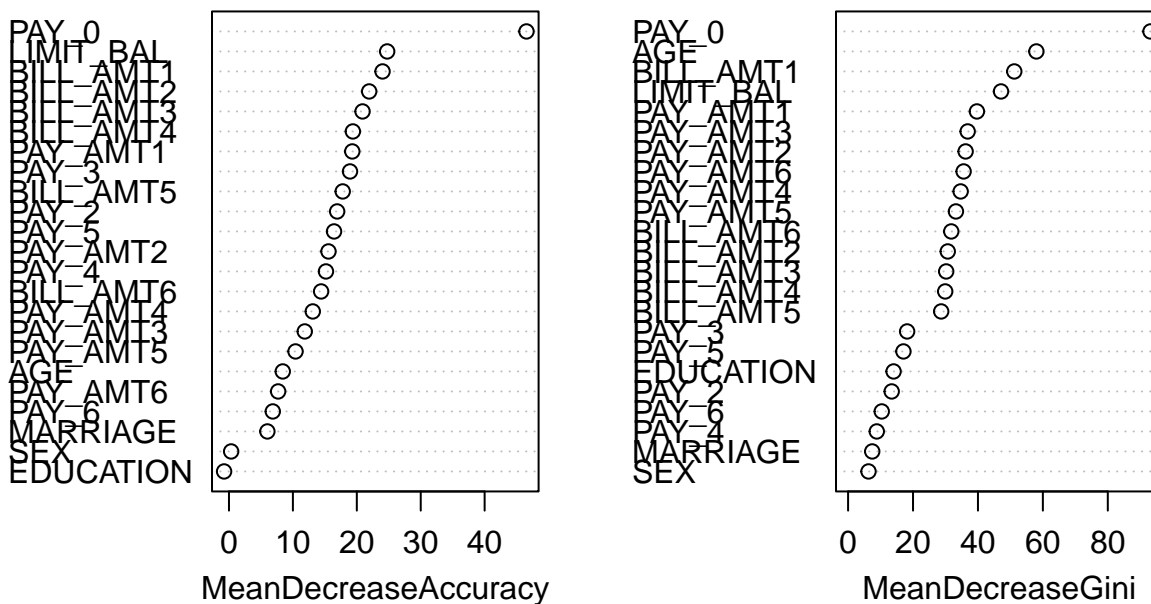 PAY_0
LIMIT_BAL
BILL_AMT1
BILL_AMT2
BILL_AMT3
BILL_AMT4
PAY_AMT1
PAY_3
BILL_AMT5
PAY_2
PAY_5
PAY_AMT2
PAY_4
BILL_AMT6
PAY_AMT4
PAY_AMT3
PAY_AMT5
AGE
PAY_AMT6
PAY_6
MARRIAGE
SEX
EDUCATION
0 10 20 30 40
MeanDecreaseAccuracy
PAY_0
AGE
BILL_AMT1
LIMIT_BAL
PAY_AMT1
PAY_AMT3
PAY_AMT2
PAY_AMT6
PAY_AMT4
PAY_AMT5
BILL_AMT6
BILL_AMT2
BILL_AMT3
BILL_AMT4
BILL_AMT5
PAY_3
PAY_5
EDUCATION
PAY_2
PAY_6
PAY_4
MARRIAGE
SEX
0 20 40 60 80
MeanDecreaseGini